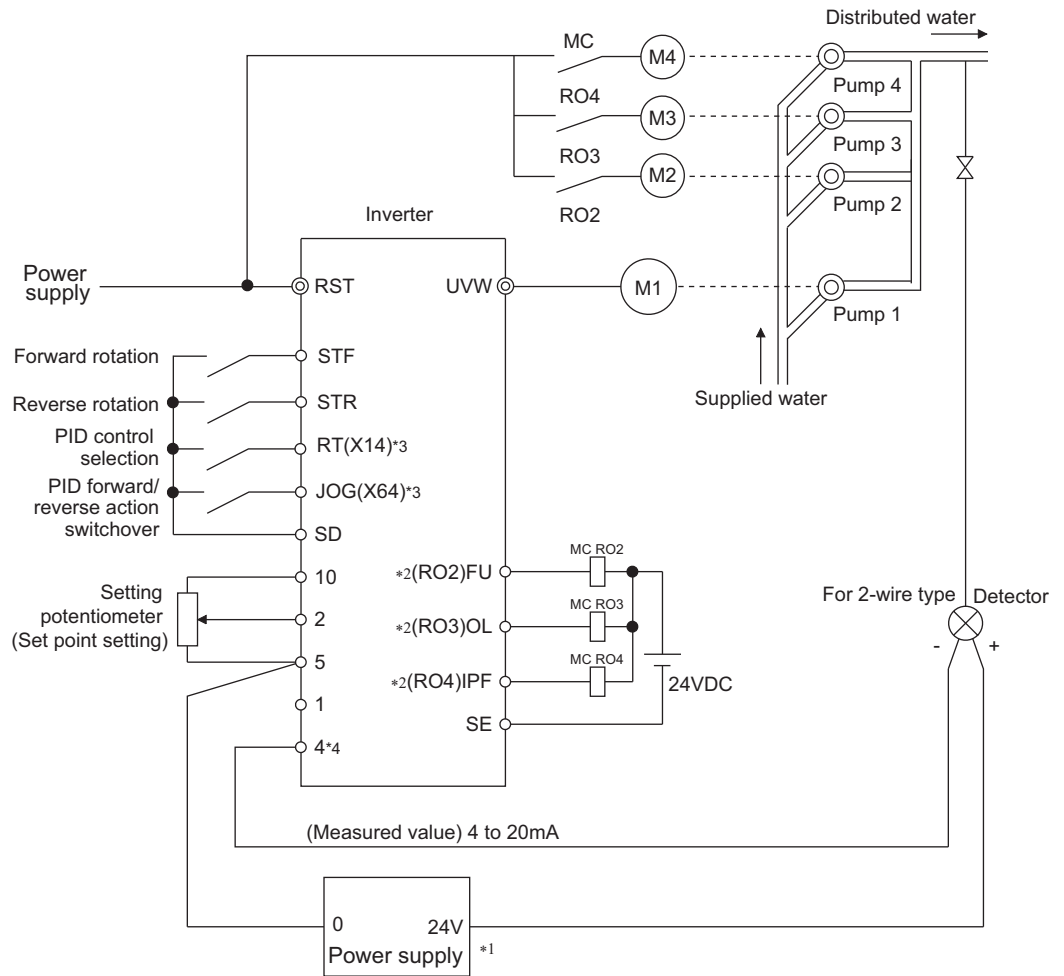 Distributed water
MC
M4
Pump 4
RO4
M3
Pump 3
RO3
M2
Pump 2
RO2
Inverter
Power
supply
RST
UVW
M1
Pump 1
Forward rotation
STF
Supplied water
Reverse rotation
STR
PID control
selection
RT(X14)*3
PID forward/
reverse action
switchover
JOG(X64)*3
SD
*2(RO2)FU
MC RO2
10
Setting
potentiometer
(Set point setting)
2
*2(RO3)OL
MC RO3
For 2-wire type
Detector
- +
5
*2(RO4)IPF
MC RO4
24VDC
1
SE
4*4
(Measured value) 4 to 20mA
0 24V
Power supply *1